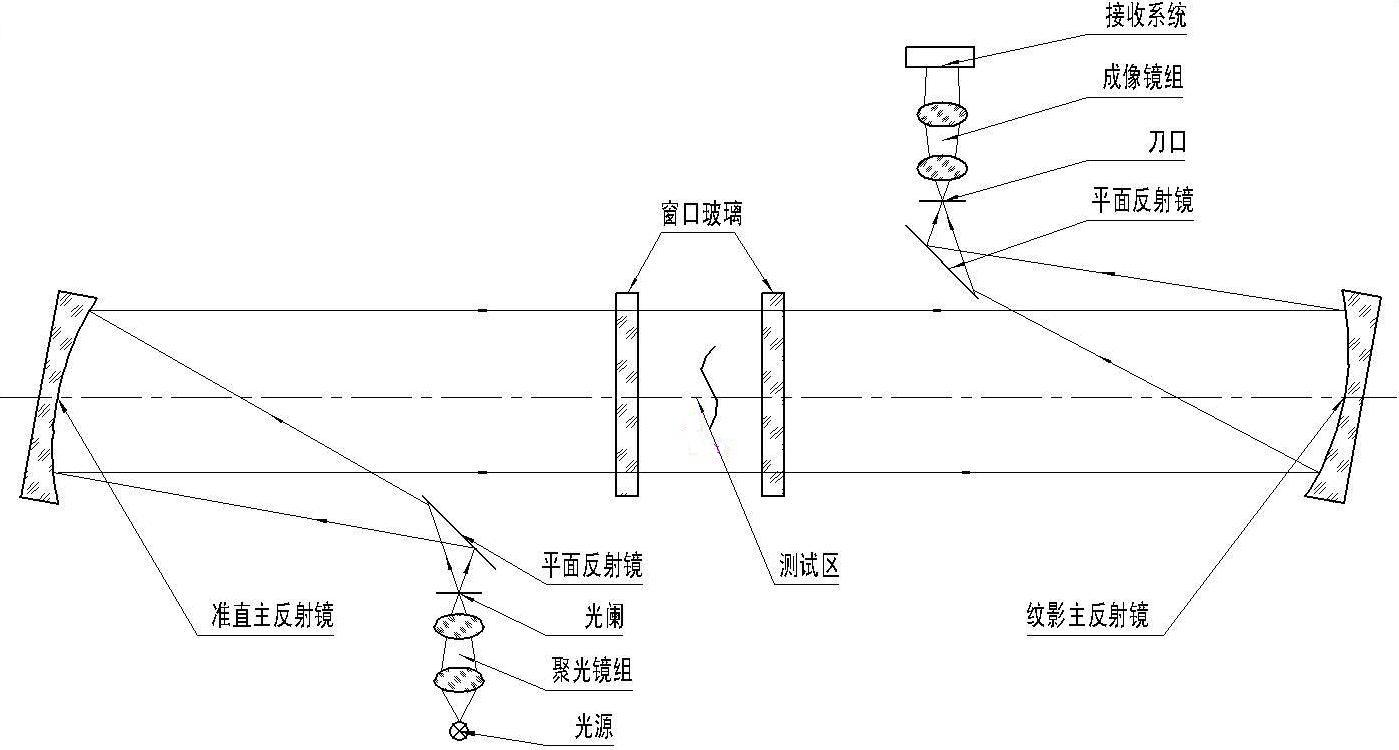 接收系统
成像镜组
刀口
平面反射镜
窗口玻璃
平面反射镜
测试区
准直主反射镜
光阑
纹影主反射镜
聚光镜组
光源